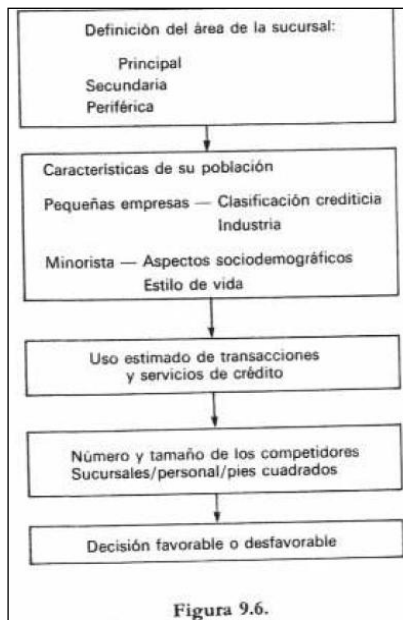 Definición del área de la sucursal:
Principal
Secundaria
Periférica
Características de su población
Pequeñas empresas — Clasificación crediticia
Industria
Minorista — Aspectos sociodemográficos
Estilo de vida
Uso estimado de transacciones
y servicios de crédito
Número y tamaño de los competidores
Sucursales/personal/pies cuadrados
Decisión favorable o desfavorable
Figura 9.6.